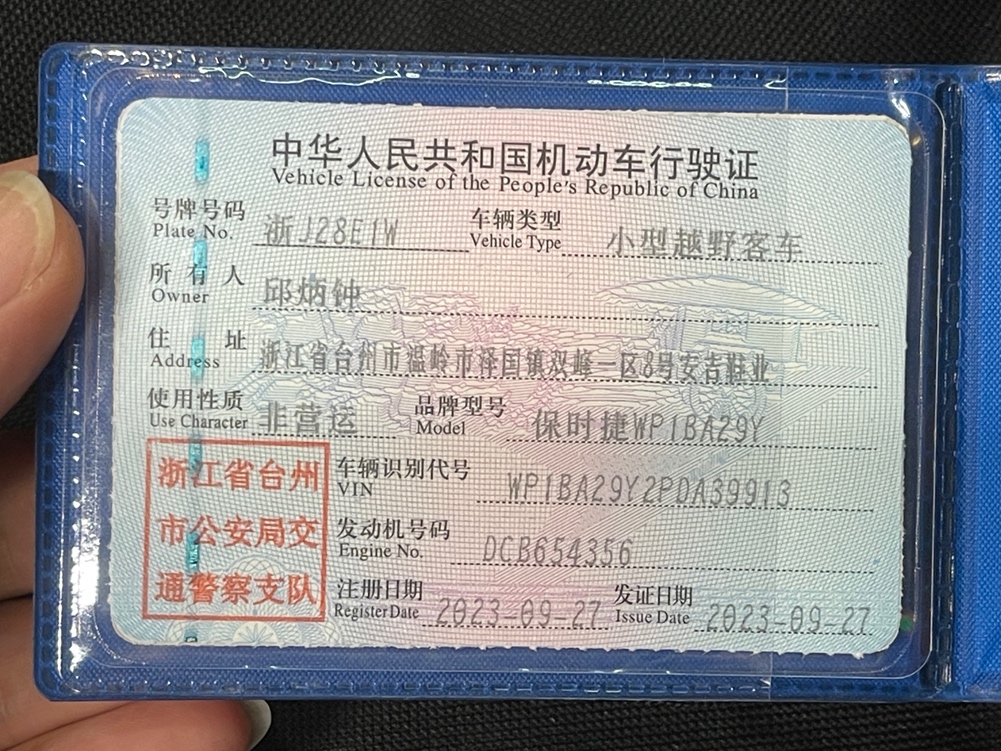 中华人民共和国机动车行驶证
Vehicle License of the People's Republic of China
号牌号码 浙J28E1W 车辆类型 小型越野客车
Plate No. Vehicle Type
所有人 邱炳钟
Owner
住址 浙江省台州市温岭市泽国镇双峰一区8号安吉鞋业
Address
使用性质 非营运 品牌型号 保时捷WP1BA29Y
Use Character Model
浙江省台州
市公安局交
通警察支队
车辆识别代号 WP1BA29Y2PDA39913
VIN
发动机号码 DCB654356
Engine No.
注册日期 2023-09-27 发证日期 2023-09-27
Register Date Issue Date